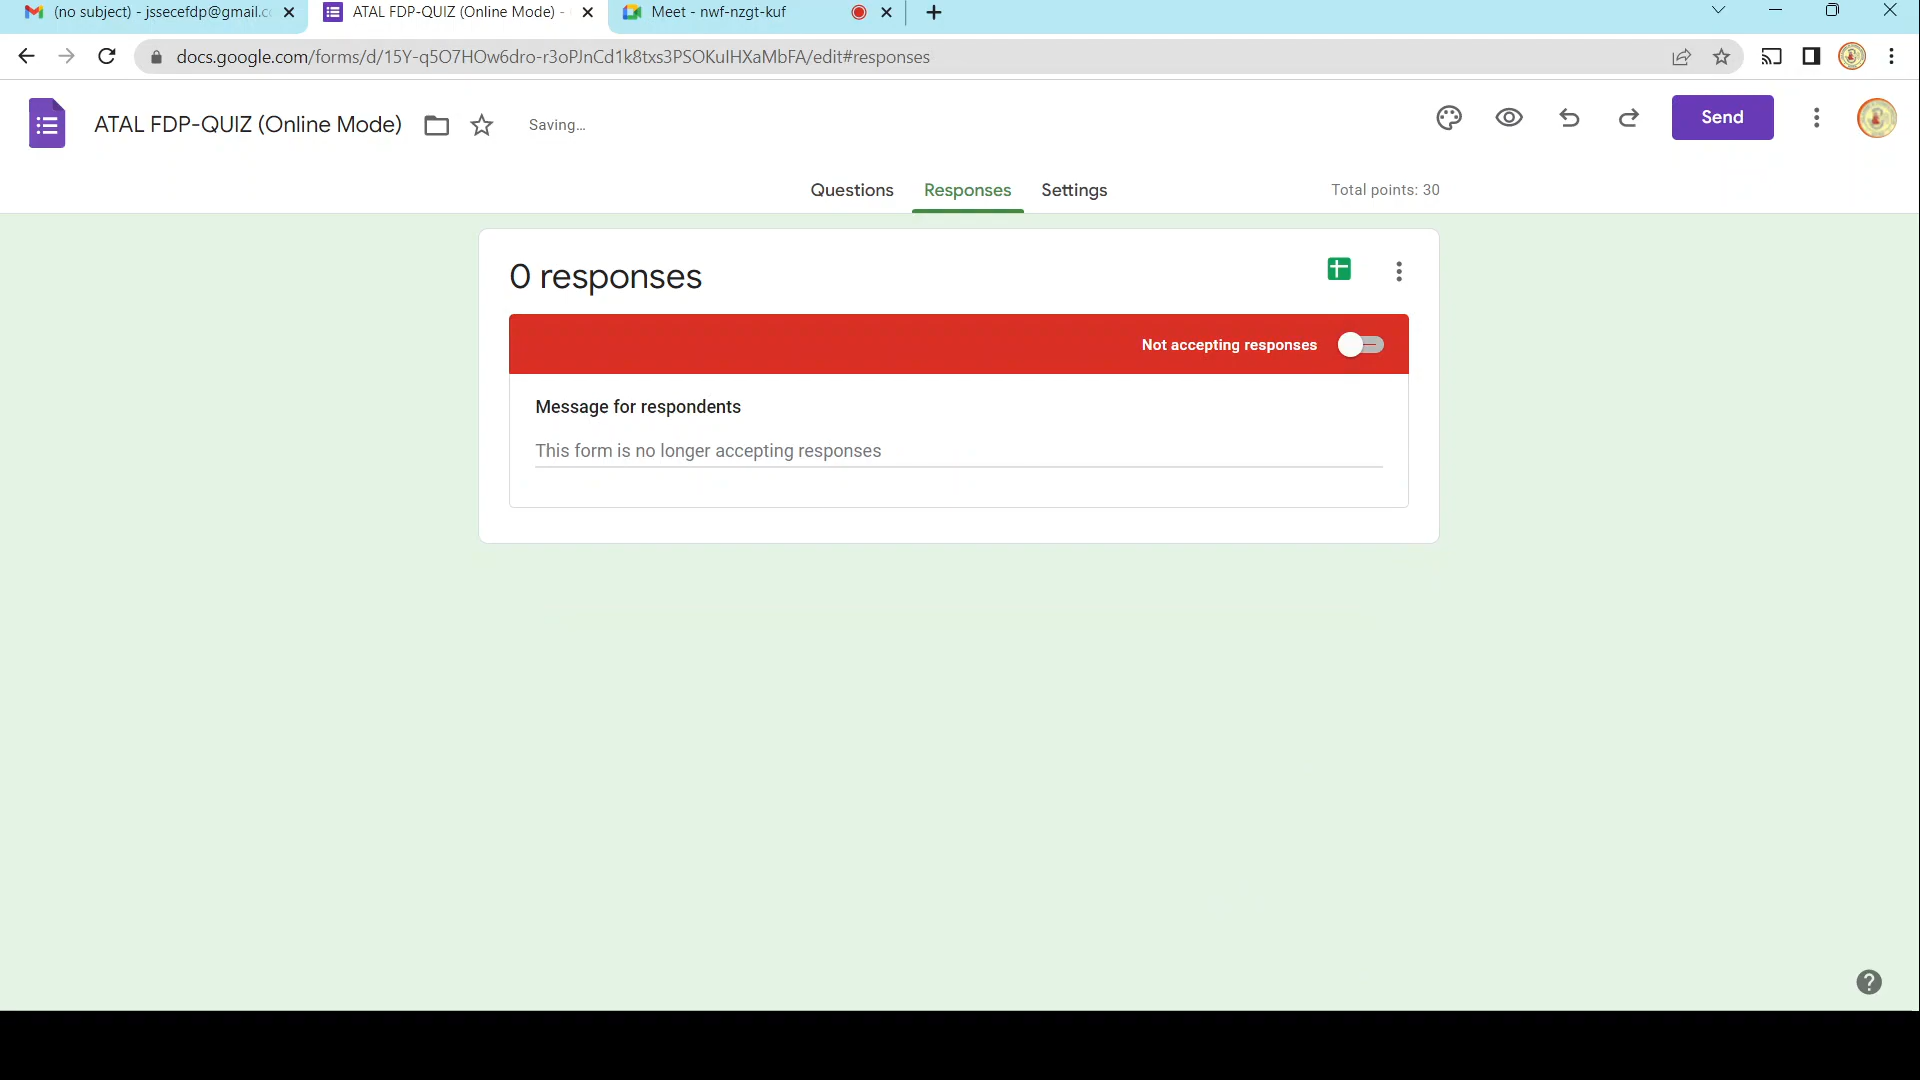 (no subject) - jssecefdp@gmail.c
ATAL FDP-QUIZ (Online Mode) -
Meet - nwf-nzgt-kuf
docs.google.com/forms/d/15Y-q5O7HOw6dro-r3oPJnCd1k8txs3PSOKuIHXaMbFA/edit#responses
ATAL FDP-QUIZ (Online Mode)
Saving...
Send
Questions
Responses
Settings
Total points: 30
0 responses
Not accepting responses
Message for respondents
This form is no longer accepting responses